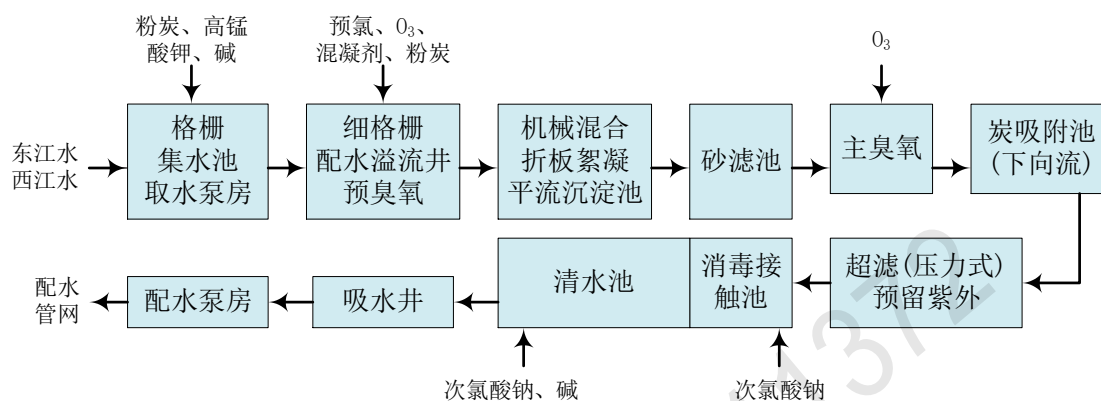 粉炭、高锰
酸钾、碱
预氯、O₃、
混凝剂、粉炭
O₃
东江水
西江水
格栅
集水池
取水泵房
细格栅
配水溢流井
预臭氧
机械混合
折板絮凝
平流沉淀池
砂滤池
主臭氧
炭吸附池
(下向流)
配水
管网
配水泵房
吸水井
清水池
消毒接
触池
超滤(压力式)
预留紫外
次氯酸钠、碱
次氯酸钠
1372